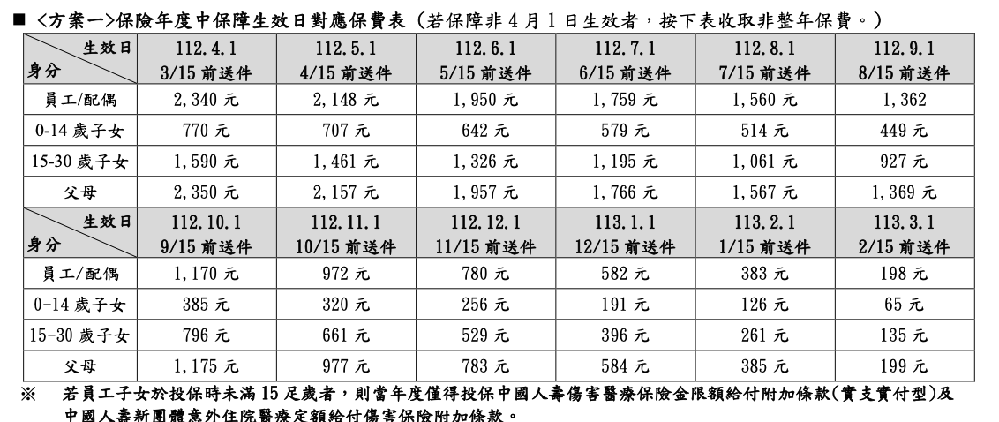 ■ <方案一>保險年度中保障生效日對應保費表 (若保障非 4 月 1 日生效者，按下表收取非整年保費。)
生效日 112.4.1 112.5.1 112.6.1 112.7.1 112.8.1 112.9.1
身分 3/15 前送件 4/15 前送件 5/15 前送件 6/15 前送件 7/15 前送件 8/15 前送件
員工/配偶 2,340 元 2,148 元 1,950 元 1,759 元 1,560 元 1,362
0-14 歲子女 770 元 707 元 642 元 579 元 514 元 449 元
15-30 歲子女 1,590 元 1,461 元 1,326 元 1,195 元 1,061 元 927 元
父母 2,350 元 2,157 元 1,957 元 1,766 元 1,567 元 1,369 元
生效日 112.10.1 112.11.1 112.12.1 113.1.1 113.2.1 113.3.1
身分 9/15 前送件 10/15 前送件 11/15 前送件 12/15 前送件 1/15 前送件 2/15 前送件
員工/配偶 1,170 元 972 元 780 元 582 元 383 元 198 元
0-14 歲子女 385 元 320 元 256 元 191 元 126 元 65 元
15-30 歲子女 796 元 661 元 529 元 396 元 261 元 135 元
父母 1,175 元 977 元 783 元 584 元 385 元 199 元
※ 若員工子女於投保時未滿 15 足歲者，則當年度僅得投保中國人壽傷害醫療保險金限額給付附加條款(實支實付型)及
中國人壽新團體意外住院醫療定額給付傷害保險附加條款。